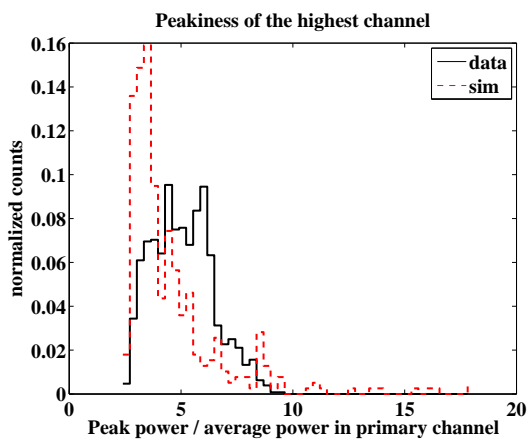 Peakiness of the highest channel
normalized counts
0.16
0.14
0.12
0.1
0.08
0.06
0.04
0.02
0
data
sim
0 5 10 15 20
Peak power / average power in primary channel